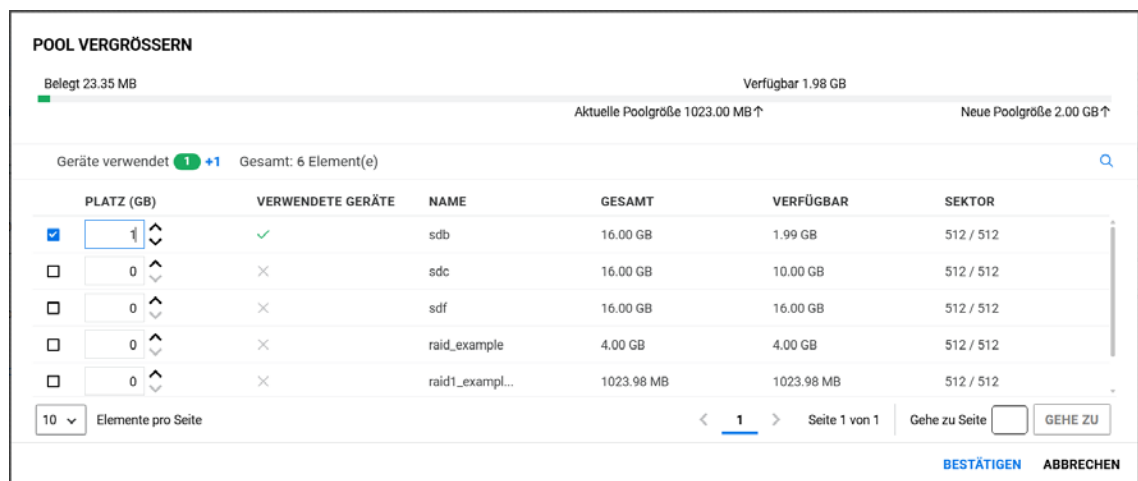 POOL VERGRÖSSERN
Belegt 23.35 MB Verfügbar 1.98 GB
Aktuelle Poolgröße 1023.00 MB↑ Neue Poolgröße 2.00 GB↑
Geräte verwendet 1 +1 Gesamt: 6 Element(e)
PLATZ (GB) VERWENDETE GERÄTE NAME GESAMT VERFÜGBAR SEKTOR
1 sdb 16.00 GB 1.99 GB 512 / 512
0 sdc 16.00 GB 10.00 GB 512 / 512
0 sdf 16.00 GB 16.00 GB 512 / 512
0 raid_example 4.00 GB 4.00 GB 512 / 512
0 raid1_exampl... 1023.98 MB 1023.98 MB 512 / 512
10 Elemente pro Seite 1 Seite 1 von 1 Gehe zu Seite GEHE ZU
BESTÄTIGEN ABBRECHEN